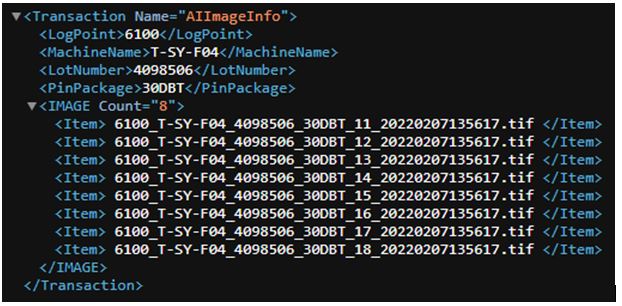 ▼<Transaction Name="AIImageInfo">
<LogPoint>6100</LogPoint>
<MachineName>T-SY-F04</MachineName>
<LotNumber>4098506</LotNumber>
<PinPackage>30DBT</PinPackage>
▼<IMAGE Count="8">
<Item> 6100_T-SY-F04_4098506_30DBT_11_20220207135617.tif </Item>
<Item> 6100_T-SY-F04_4098506_30DBT_12_20220207135617.tif </Item>
<Item> 6100_T-SY-F04_4098506_30DBT_13_20220207135617.tif </Item>
<Item> 6100_T-SY-F04_4098506_30DBT_14_20220207135617.tif </Item>
<Item> 6100_T-SY-F04_4098506_30DBT_15_20220207135617.tif </Item>
<Item> 6100_T-SY-F04_4098506_30DBT_16_20220207135617.tif </Item>
<Item> 6100_T-SY-F04_4098506_30DBT_17_20220207135617.tif </Item>
<Item> 6100_T-SY-F04_4098506_30DBT_18_20220207135617.tif </Item>
</IMAGE>
</Transaction>